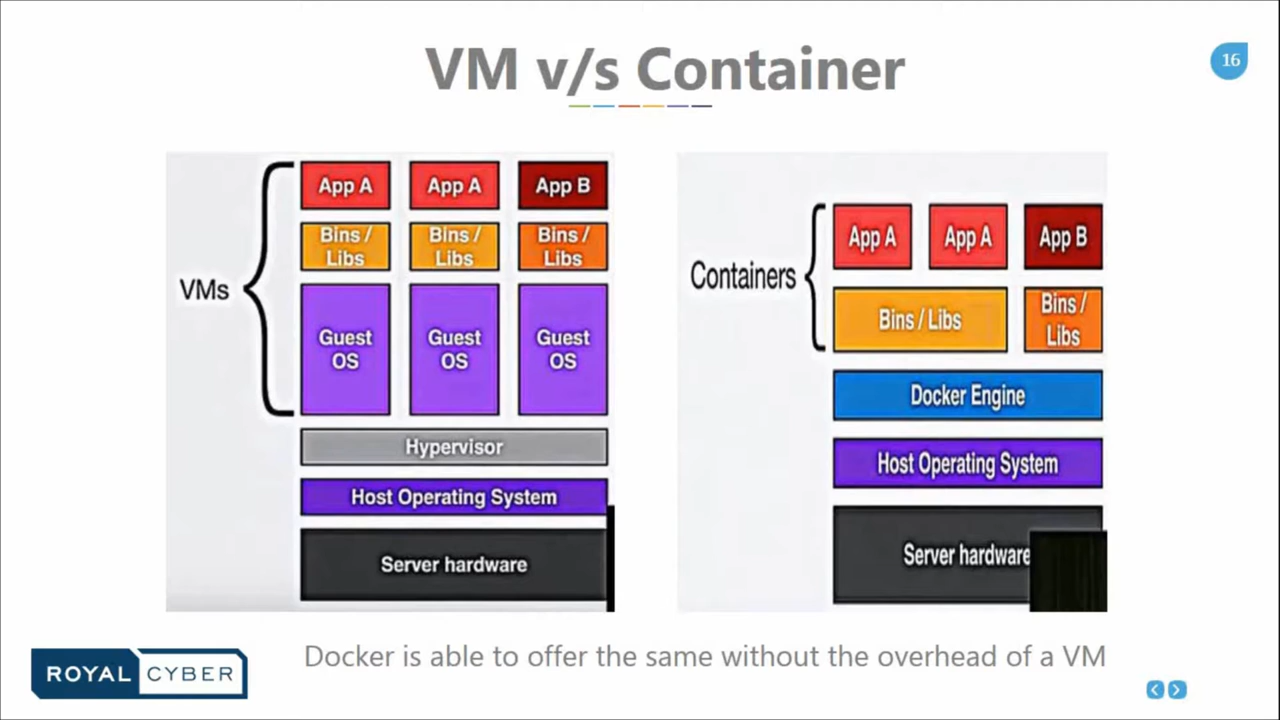 VM v/s Container
16
VMs
App A
App A
App B
Bins /
Libs
Bins /
Libs
Bins /
Libs
Guest
OS
Guest
OS
Guest
OS
Hypervisor
Host Operating System
Server hardware
Containers
App A
App A
App B
Bins / Libs
Bins /
Libs
Docker Engine
Host Operating System
Server hardware
ROYAL CYBER
Docker is able to offer the same without the overhead of a VM